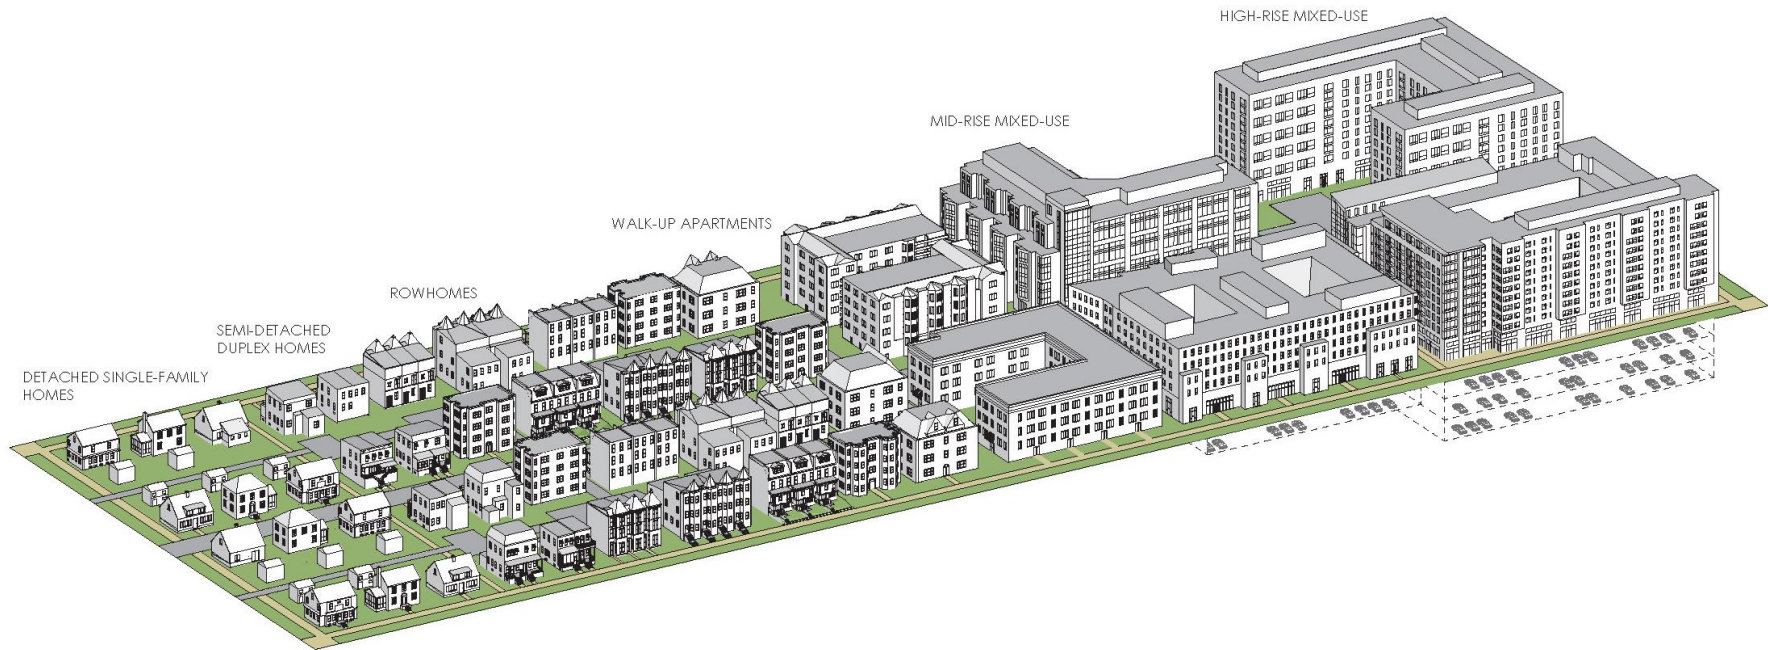 HIGH-RISE MIXED-USE
MID-RISE MIXED-USE
WALK-UP APARTMENTS
ROWHOMES
SEMI-DETACHED
DUPLEX HOMES
DETACHED SINGLE-FAMILY
HOMES